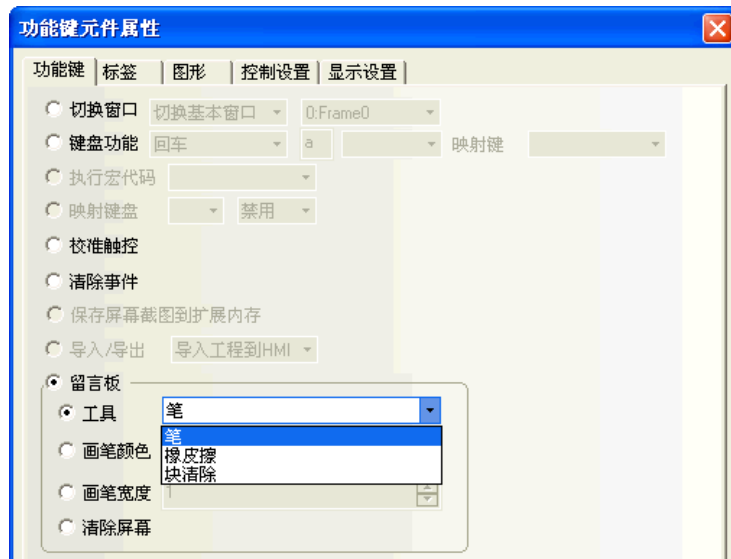 功能键元件属性
功能键 标签 图形 控制设置 显示设置
切换窗口 切换基本窗口 0:Frame0
键盘功能 回车 a 映射键
执行宏代码
映射键盘 禁用
校准触控
清除事件
保存屏幕截图到扩展内存
导入/导出 导入工程到HMI
留言板
工具 笔
笔
画笔颜色 橡皮擦
块清除
画笔宽度 1
清除屏幕